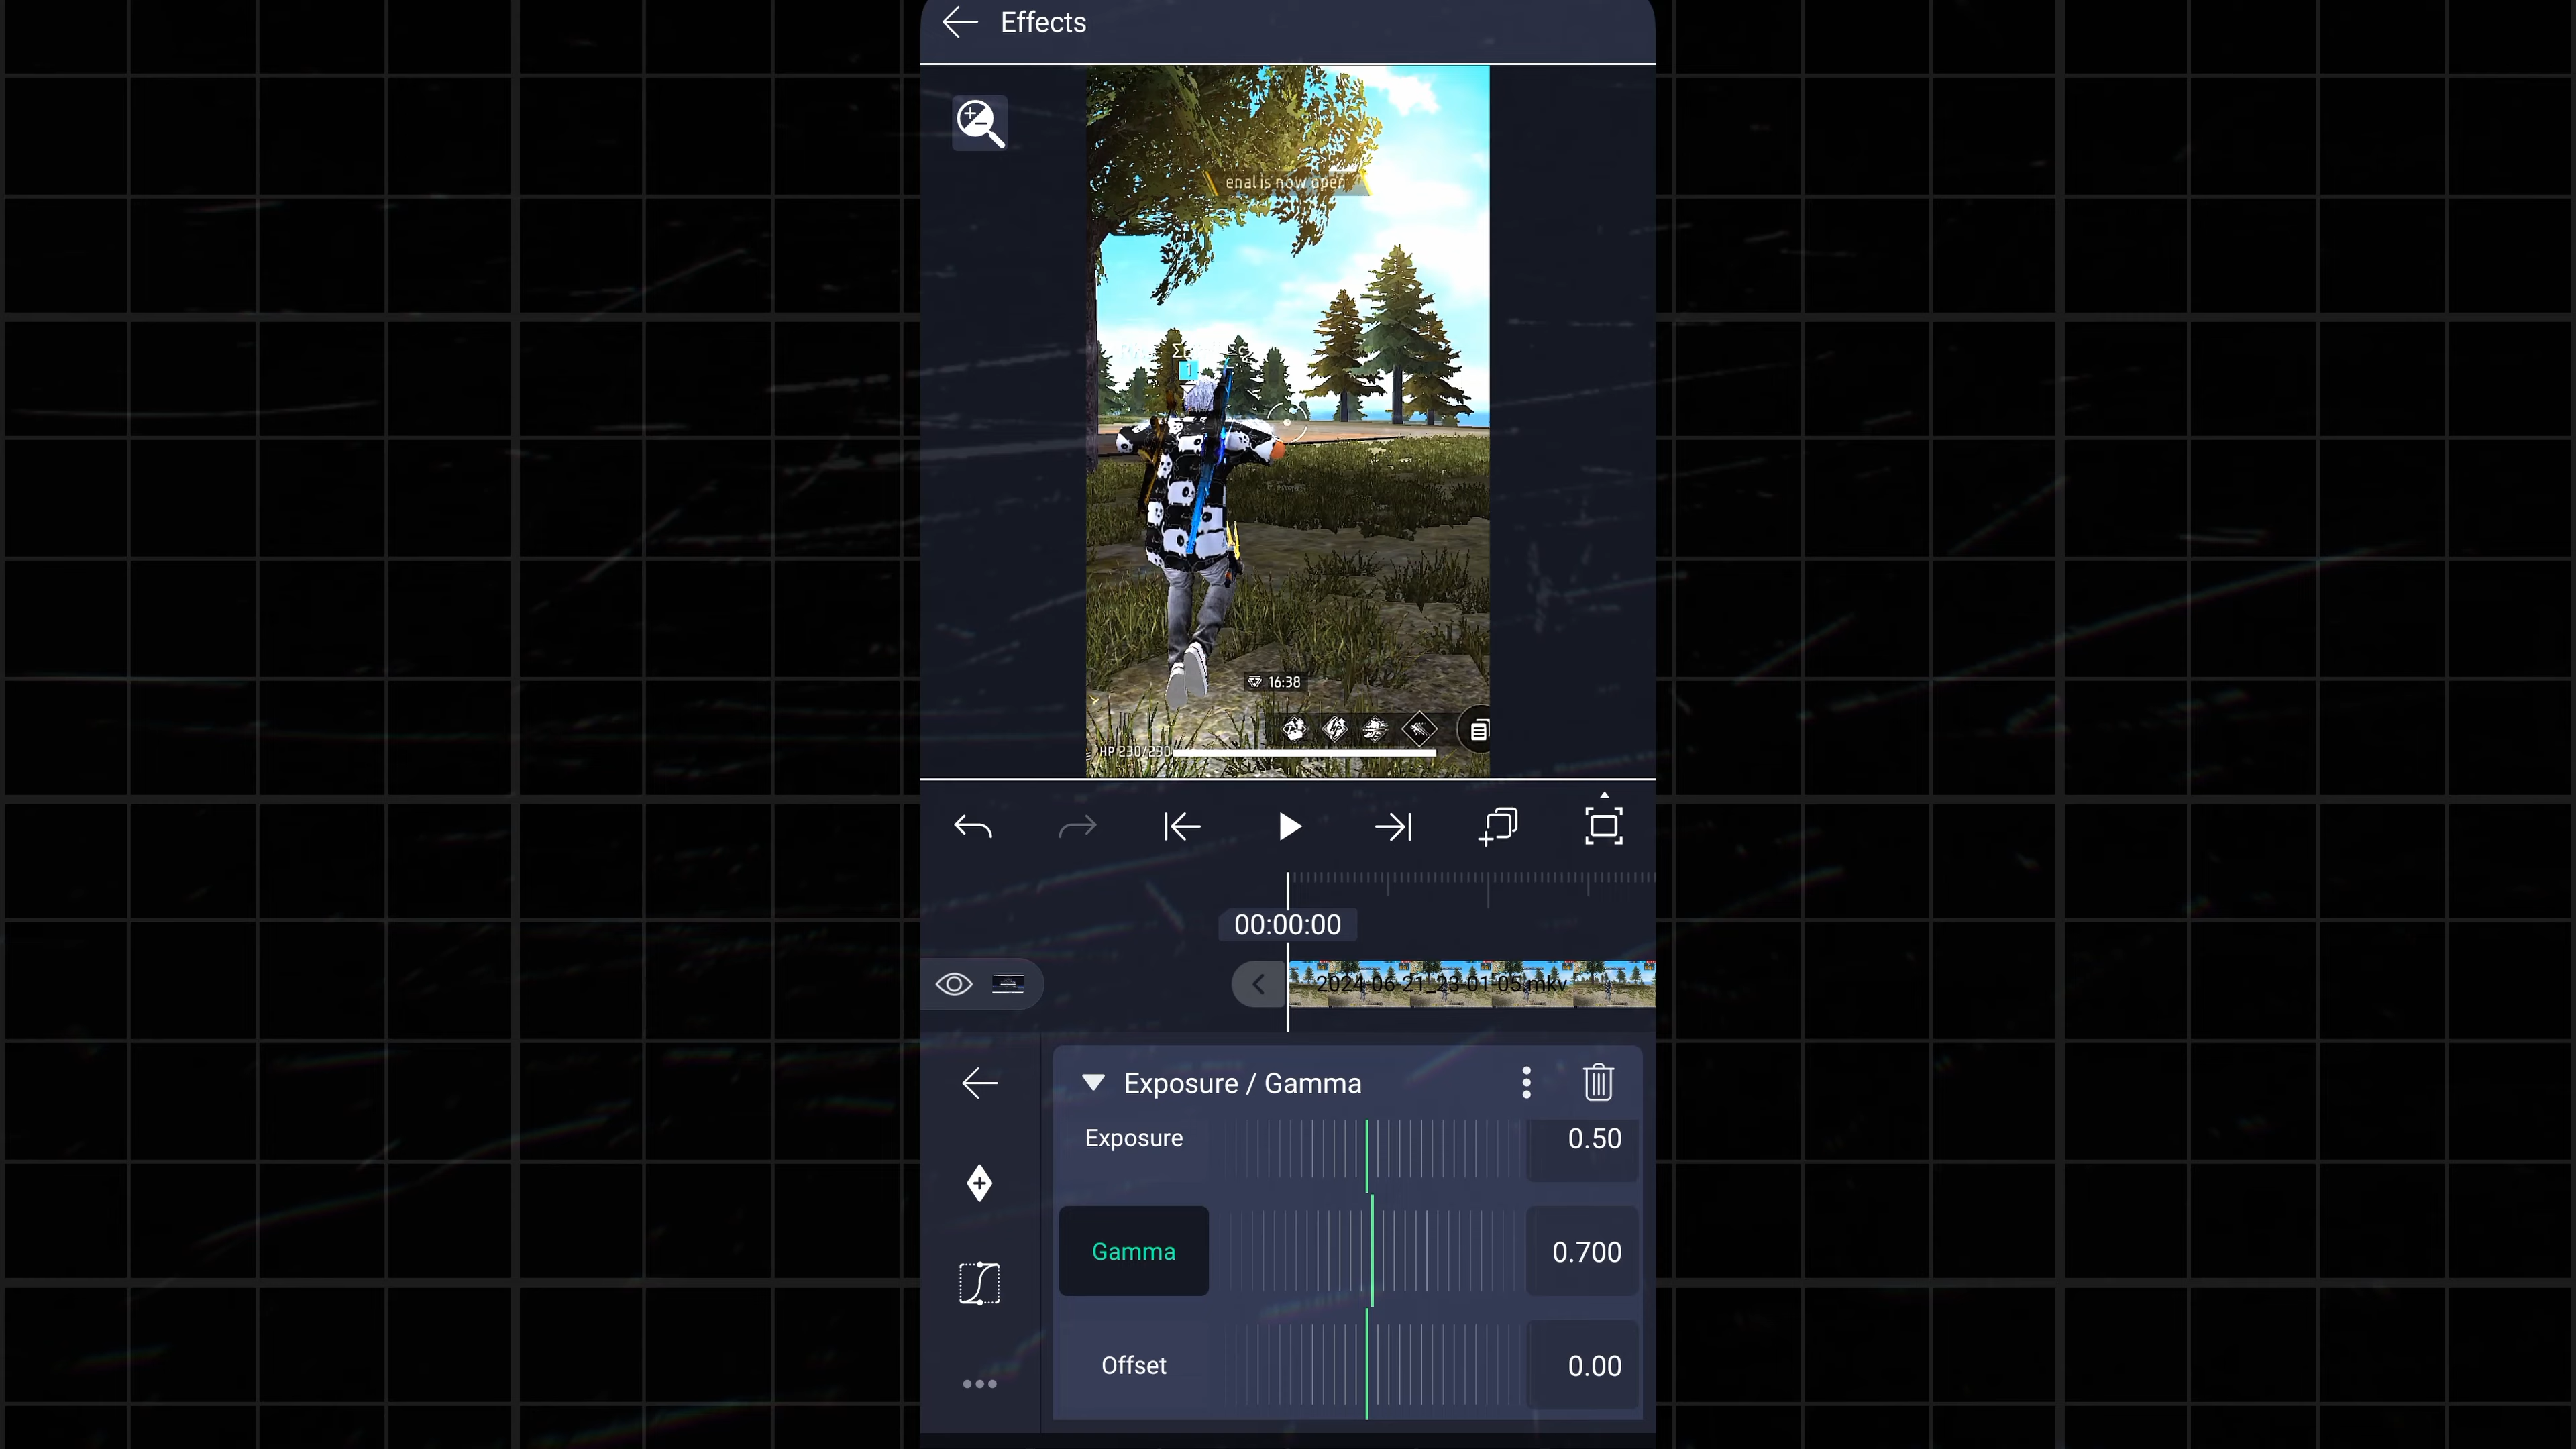 Effects
enal is now open
1
16:38
HP 230/230
00:00:00
2024-06-21_23-01-05.mkv
Exposure / Gamma
Exposure
0.50
Gamma
0.700
Offset
0.00